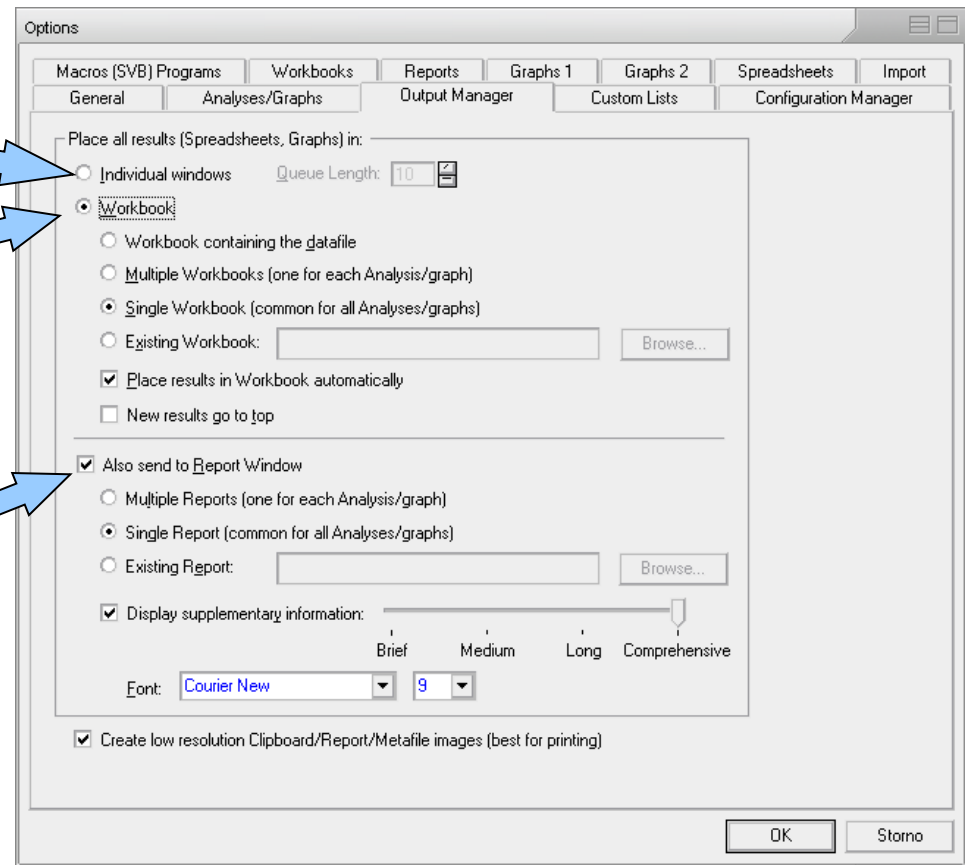 Options
Macros (SVB) Programs Workbooks Reports Graphs 1 Graphs 2 Spreadsheets Import
General Analyses/Graphs Output Manager Custom Lists Configuration Manager
Place all results (Spreadsheets, Graphs) in:
Individual windows Queue Length: 10
Workbook
Workbook containing the datafile
Multiple Workbooks (one for each Analysis/graph)
Single Workbook (common for all Analyses/graphs)
Existing Workbook: Browse...
Place results in Workbook automatically
New results go to top
Also send to Report Window
Multiple Reports (one for each Analysis/graph)
Single Report (common for all Analyses/graphs)
Existing Report: Browse...
Display supplementary information:
Brief Medium Long Comprehensive
Font: Courier New 9
Create low resolution Clipboard/Report/Metafile images (best for printing)
OK Storno